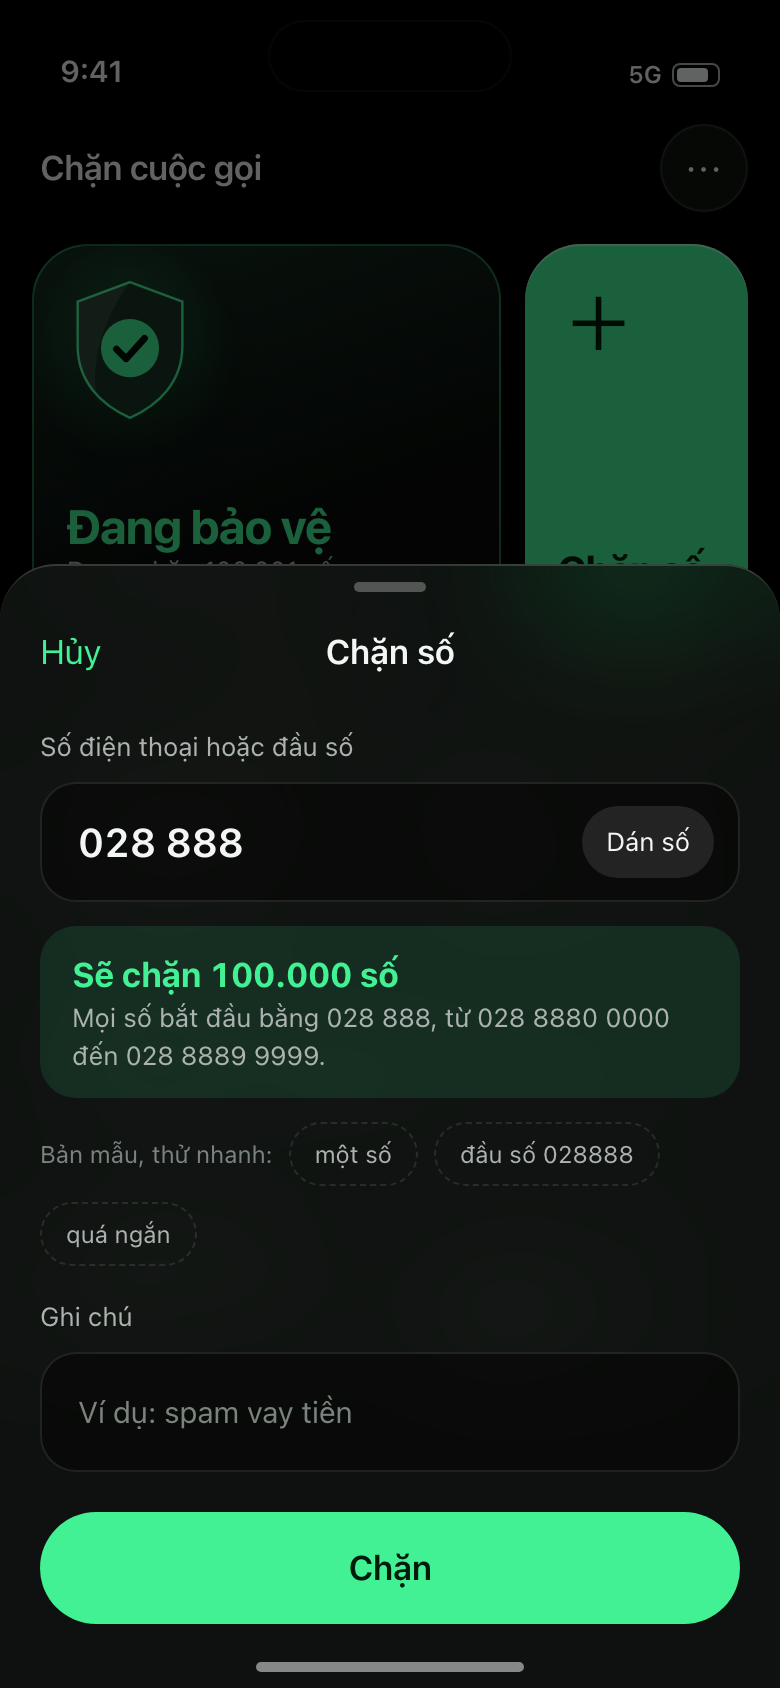 9:41
5G
Chặn cuộc gọi
Đang bảo vệ
Hủy
Chặn số
Số điện thoại hoặc đầu số
028 888
Dán số
Sẽ chặn 100.000 số
Mọi số bắt đầu bằng 028 888, từ 028 8880 0000
đến 028 8889 9999.
Bản mẫu, thử nhanh:
một số
đầu số 028888
quá ngắn
Ghi chú
Ví dụ: spam vay tiền
Chặn